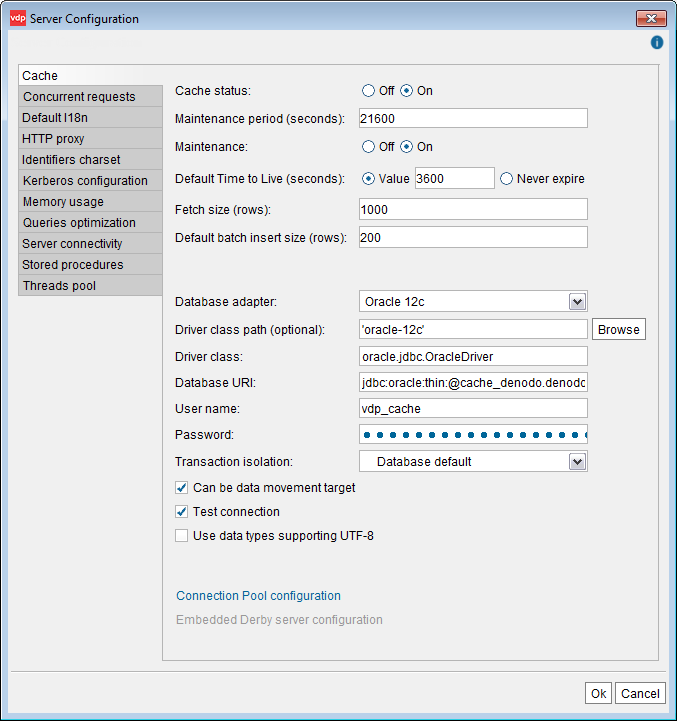 vdp Server Configuration
i
Cache
Concurrent requests
Default I18n
HTTP proxy
Identifiers charset
Kerberos configuration
Memory usage
Queries optimization
Server connectivity
Stored procedures
Threads pool
Cache status: Off On
Maintenance period (seconds): 21600
Maintenance: Off On
Default Time to Live (seconds): Value 3600 Never expire
Fetch size (rows): 1000
Default batch insert size (rows): 200
Database adapter: Oracle 12c
Driver class path (optional): 'oracle-12c' Browse
Driver class: oracle.jdbc.OracleDriver
Database URI: jdbc:oracle:thin:@cache_denodo.denodo
User name: vdp_cache
Password:
Transaction isolation: Database default
Can be data movement target
Test connection
Use data types supporting UTF-8
Connection Pool configuration
Embedded Derby server configuration
Ok Cancel